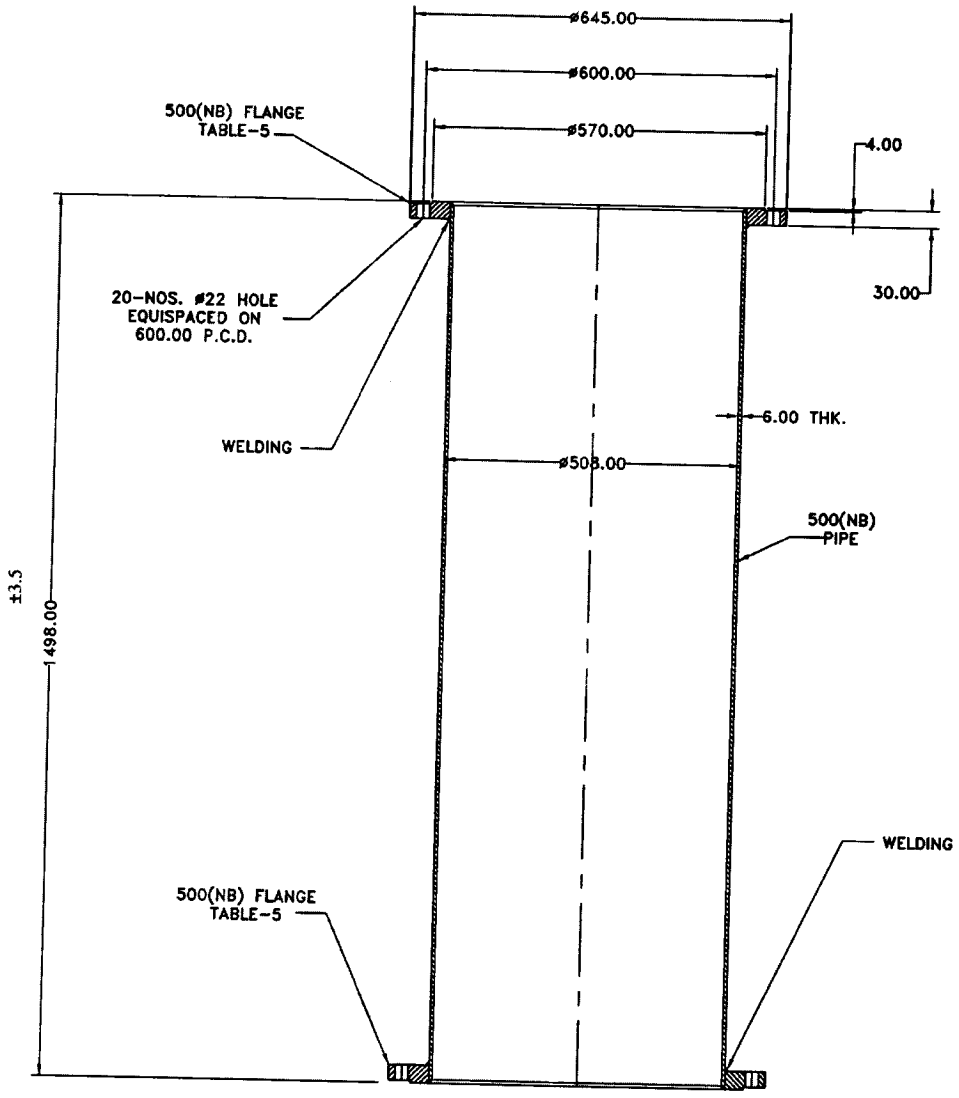 ø645.00
ø600.00
500(NB) FLANGE
TABLE-5
ø570.00
4.00
20-NOS. ø22 HOLE
EQUISPACED ON
600.00 P.C.D.
30.00
WELDING
6.00 THK.
ø508.00
500(NB)
PIPE
±3.5
1498.00
WELDING
500(NB) FLANGE
TABLE-5